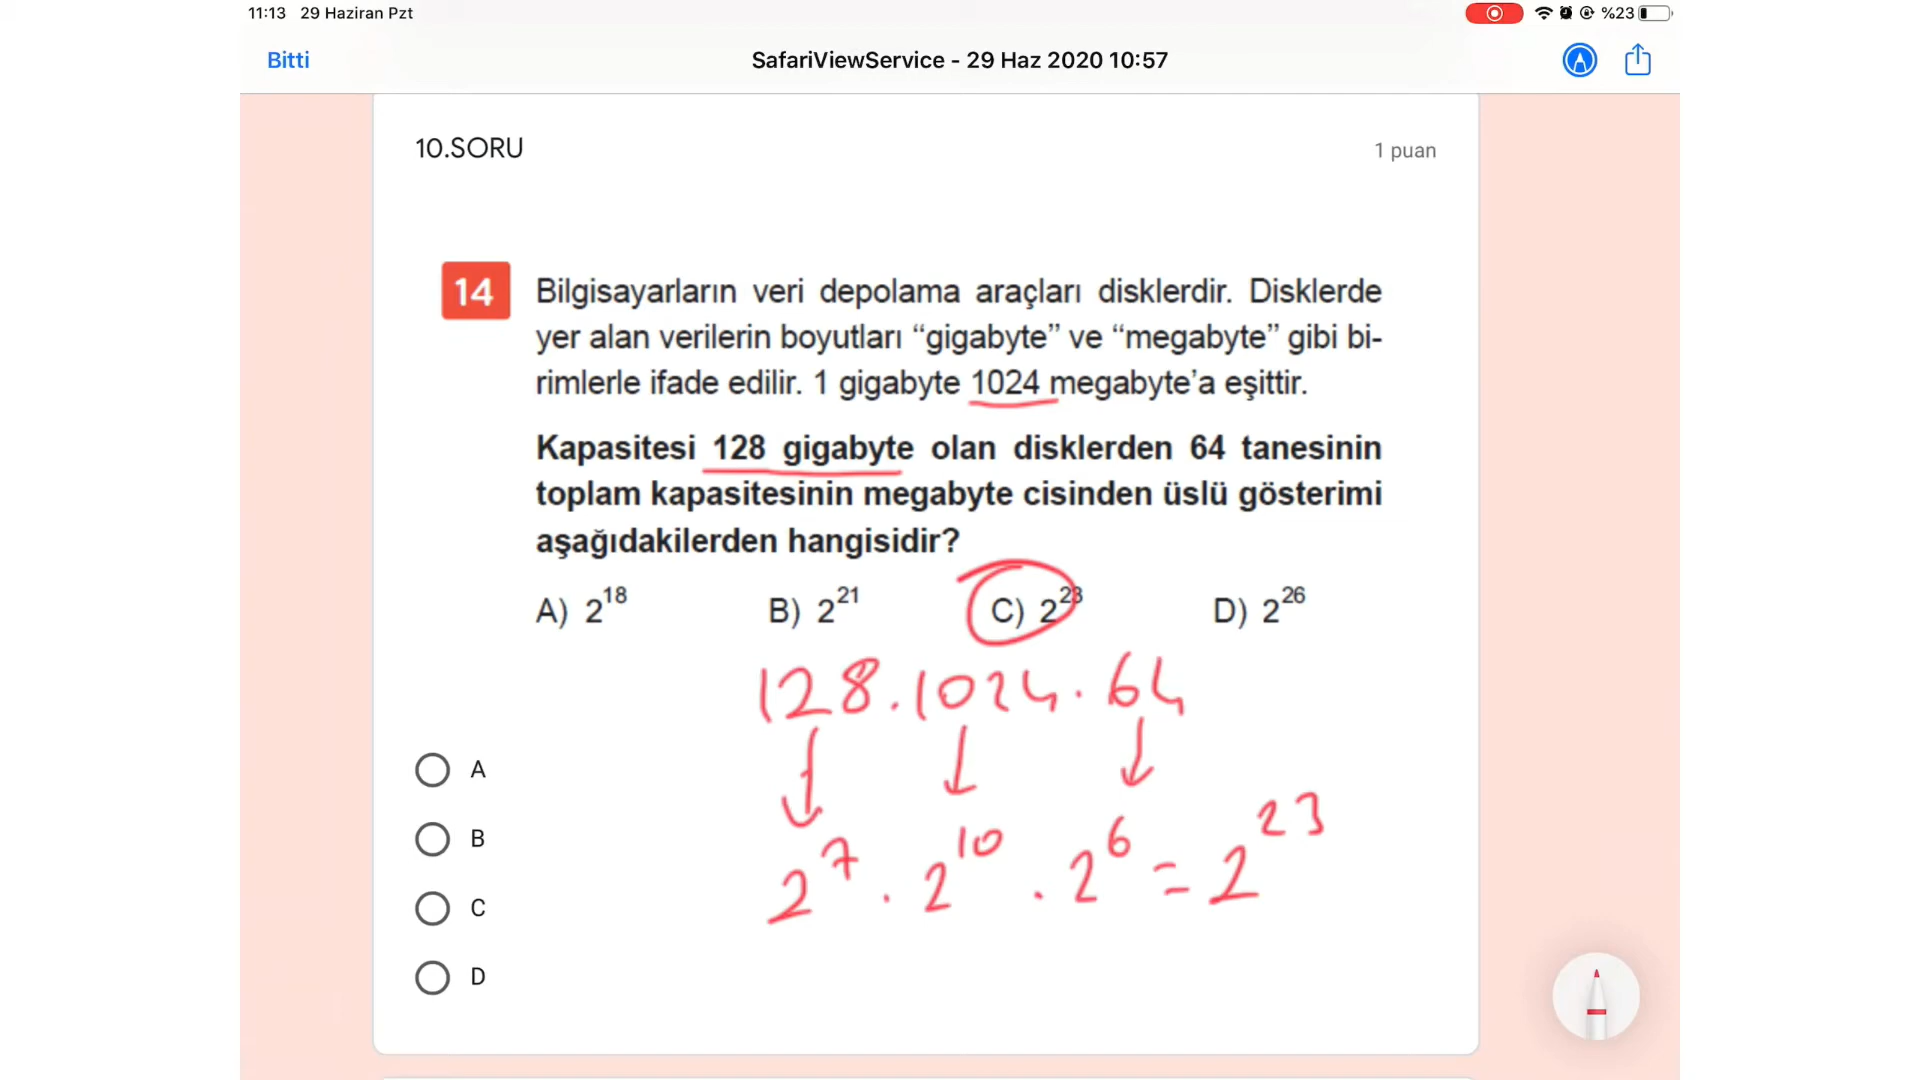 11:13 29 Haziran Pzt
%23
Bitti
SafariViewService - 29 Haz 2020 10:57
10.SORU
1 puan
14
Bilgisayarların veri depolama araçları disklerdir. Disklerde
yer alan verilerin boyutları “gigabyte” ve “megabyte” gibi bi-
rimlerle ifade edilir. 1 gigabyte 1024 megabyte’a eşittir.
Kapasitesi 128 gigabyte olan disklerden 64 tanesinin
toplam kapasitesinin megabyte cisinden üslü gösterimi
aşağıdakilerden hangisidir?
A) 2^18 B) 2^21 C) 2^23 D) 2^26
128 . 1024 . 64
2^7 . 2^10 . 2^6 = 2^23
A
B
C
D